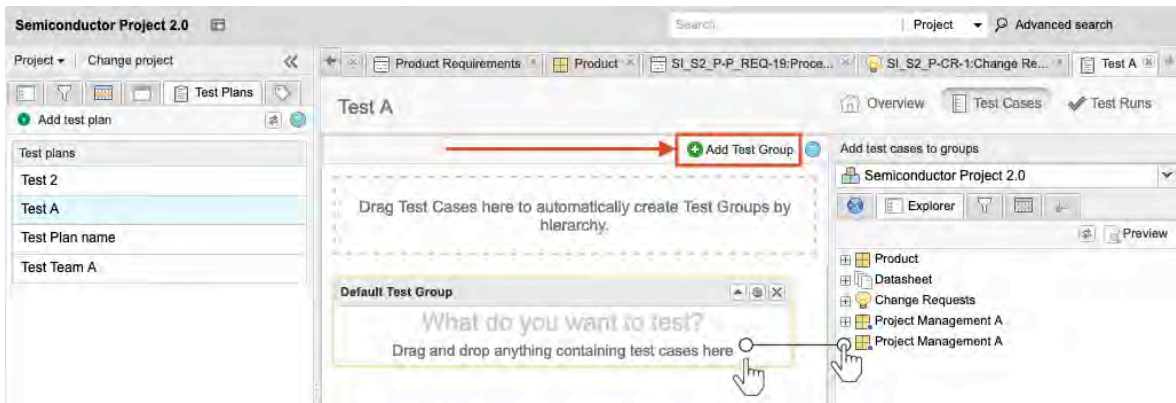 Semiconductor Project 2.0
Search
Project
Advanced search
Project
Change project
Product Requirements
Product
SI_S2_P-P_REQ-19:Proce...
SI_S2_P-CR-1:Change Re...
Test A
Test Plans
Add test plan
Test plans
Test 2
Test A
Test Plan name
Test Team A
Test A
Overview
Test Cases
Test Runs
Add Test Group
Drag Test Cases here to automatically create Test Groups by
hierarchy.
Default Test Group
What do you want to test?
Drag and drop anything containing test cases here
Add test cases to groups
Semiconductor Project 2.0
Explorer
Preview
Product
Datasheet
Change Requests
Project Management A
Project Management A